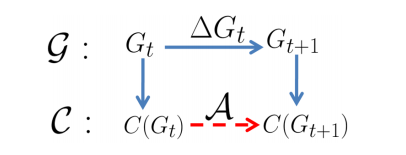 𝒢 : G_t ΔG_t G_{t+1}
𝒞 : C(G_t) 𝒜 C(G_{t+1})